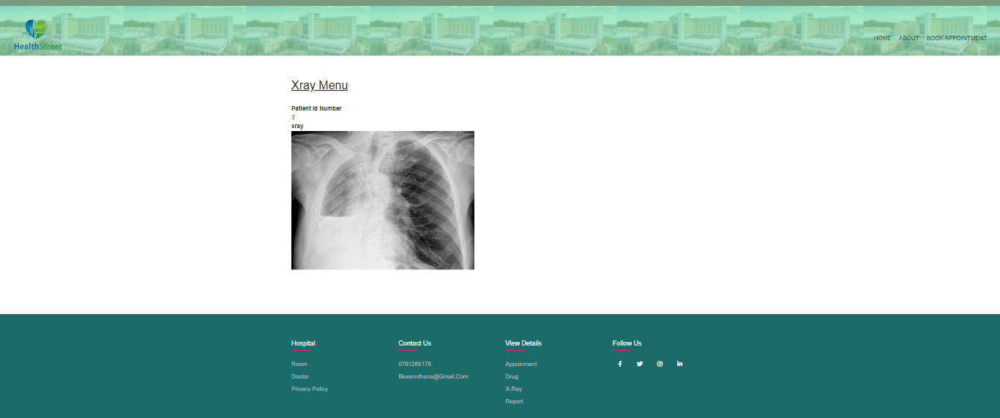 HealthStreet
HOME ABOUT BOOK APPOINTMENT
Xray Menu
Patient Id Number
3
xray
Hospital
Room
Doctor
Privacy Policy
Contact Us
0761285178
Bkaannthana@Gmail.Com
View Details
Appoinment
Drug
X-Ray
Report
Follow Us